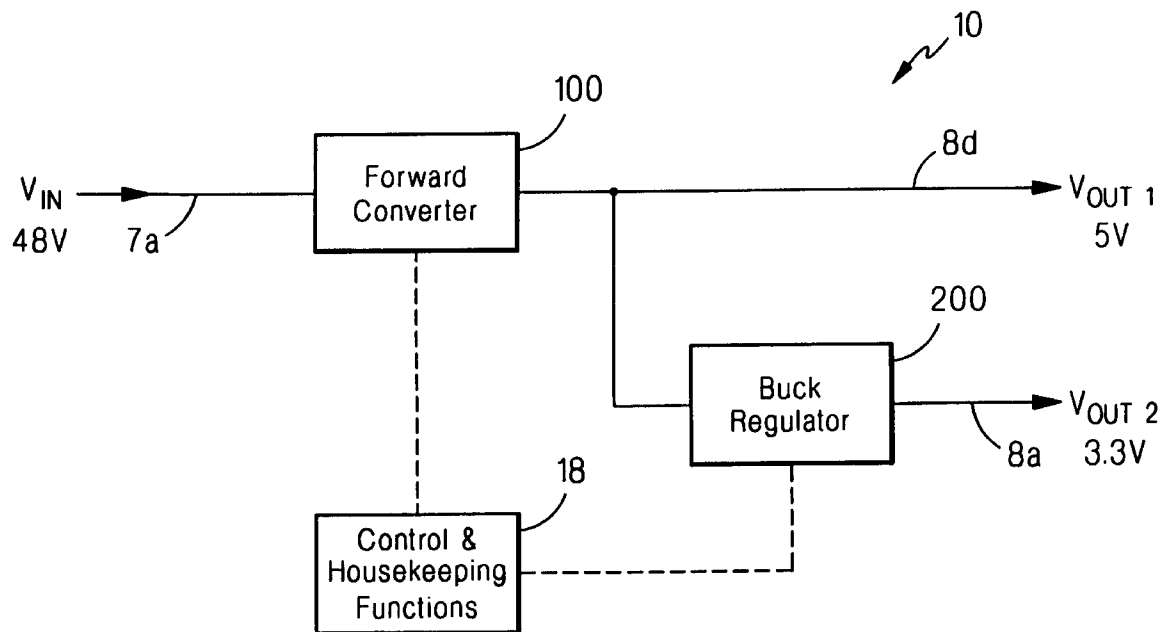 10
100
Forward
Converter
8d
V_IN
48V
7a
V_OUT 1
5V
200
Buck
Regulator
8a
V_OUT 2
3.3V
18
Control &
Housekeeping
Functions